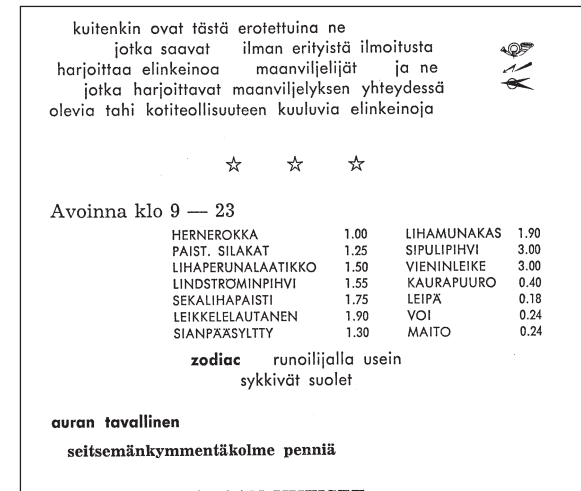 kuitenkin ovat tästä erotettuina ne
jotka saavat ilman erityistä ilmoitusta
harjoittaa elinkeinoa maanviljelijät ja ne
jotka harjoittavat maanviljelyksen yhteydessä
olevia tahi kotiteollisuuteen kuuluvia elinkeinoja
Avoinna klo 9 — 23
HERNEROKKA 1.00 LIHAMUNAKAS 1.90
PAIST. SILAKAT 1.25 SIPULIPIHVI 3.00
LIHAPERUNALAATIKKO 1.50 VIENINLEIKE 3.00
LINDSTRÖMINPIHVI 1.55 KAURAPUURO 0.40
SEKALIHAPAISTI 1.75 LEIPÄ 0.18
LEIKKELELAUTANEN 1.90 VOI 0.24
SIANPÄÄSYLTTY 1.30 MAITO 0.24
zodiac runoilijalla usein
sykkivät suolet
auran tavallinen
seitsemänkymmentäkolme penniä